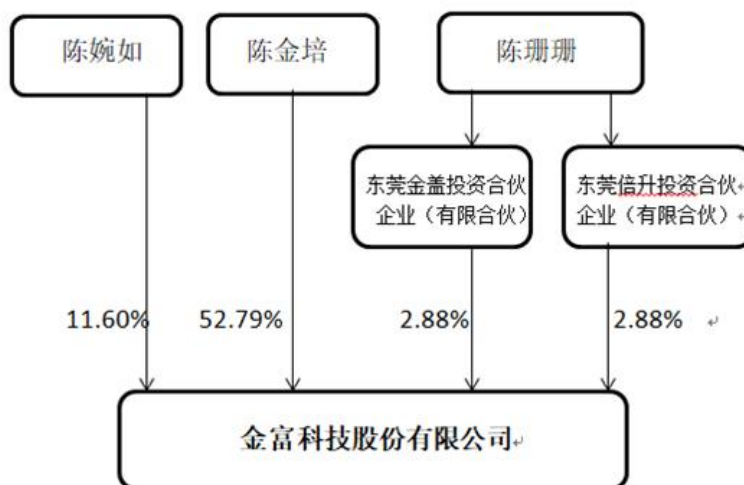 陈婉如
陈金培
陈珊珊
东莞金盖投资合伙
企业（有限合伙）
东莞倍升投资合伙
企业（有限合伙）
11.60%
52.79%
2.88%
2.88%
金富科技股份有限公司